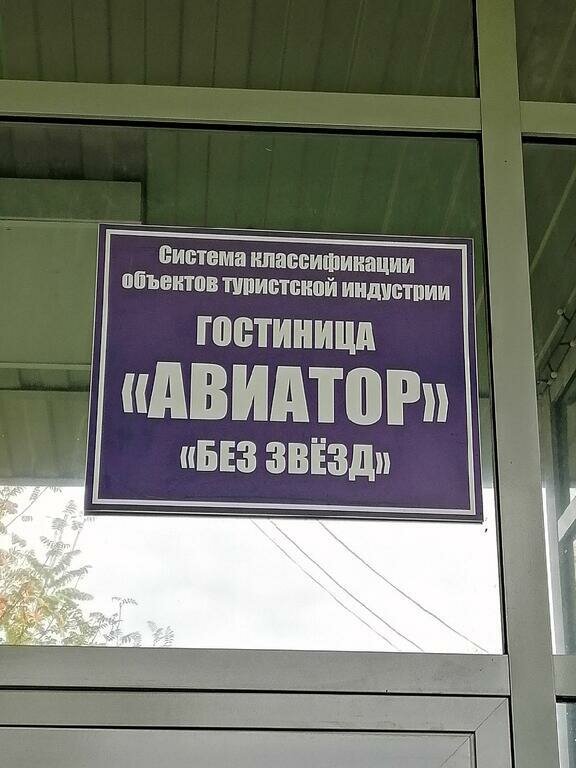 Система классификации
объектов туристской индустрии
ГОСТИНИЦА
«АВИАТОР»
«БЕЗ ЗВЁЗД»